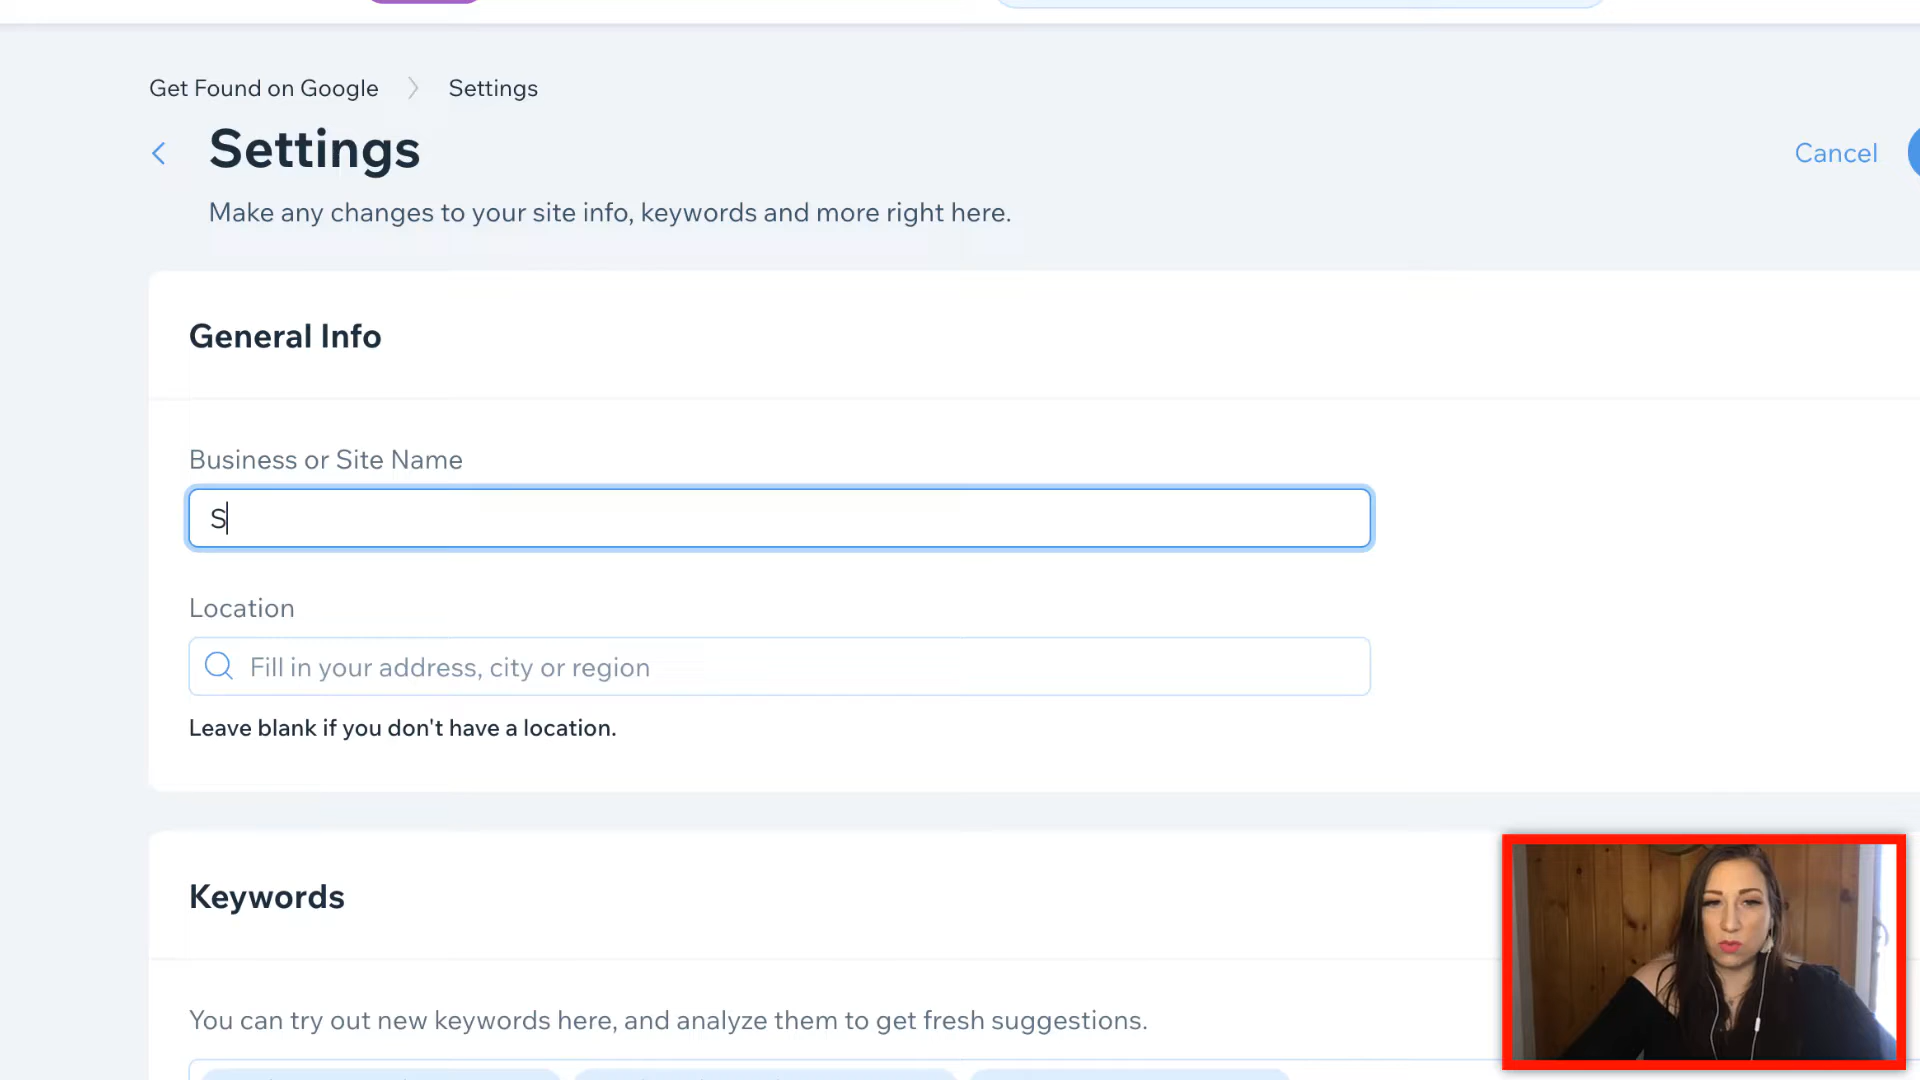 Get Found on Google > Settings
Settings
Cancel
Make any changes to your site info, keywords and more right here.
General Info
Business or Site Name
S
Location
Fill in your address, city or region
Leave blank if you don't have a location.
Keywords
You can try out new keywords here, and analyze them to get fresh suggestions.